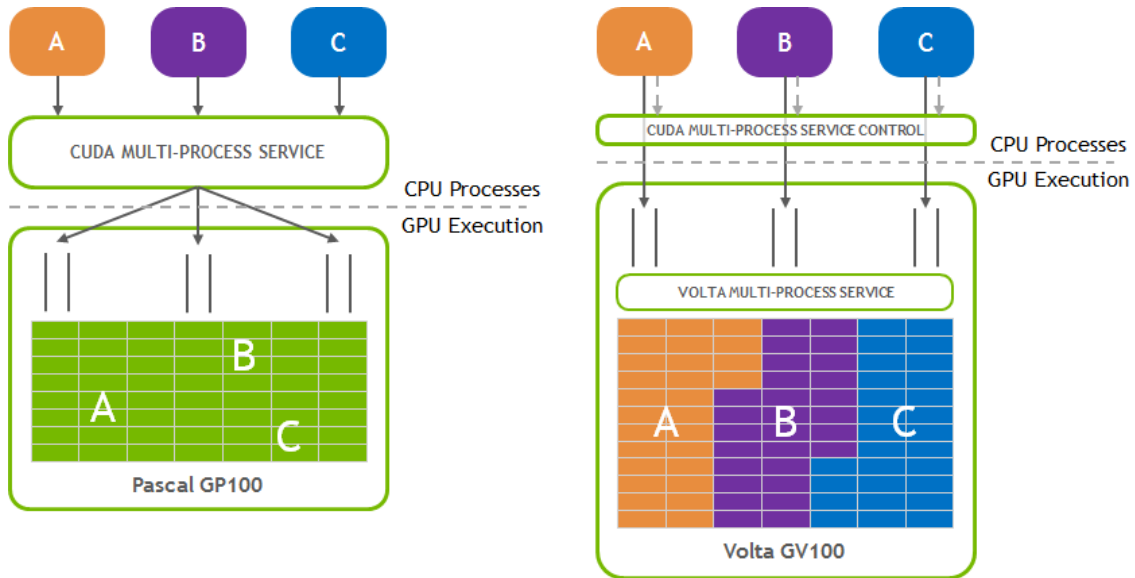 A
B
C
CUDA MULTI-PROCESS SERVICE
CPU Processes
GPU Execution
B
A
C
Pascal GP100
A
B
C
CUDA MULTI-PROCESS SERVICE CONTROL
CPU Processes
GPU Execution
VOLTA MULTI-PROCESS SERVICE
A
B
C
Volta GV100